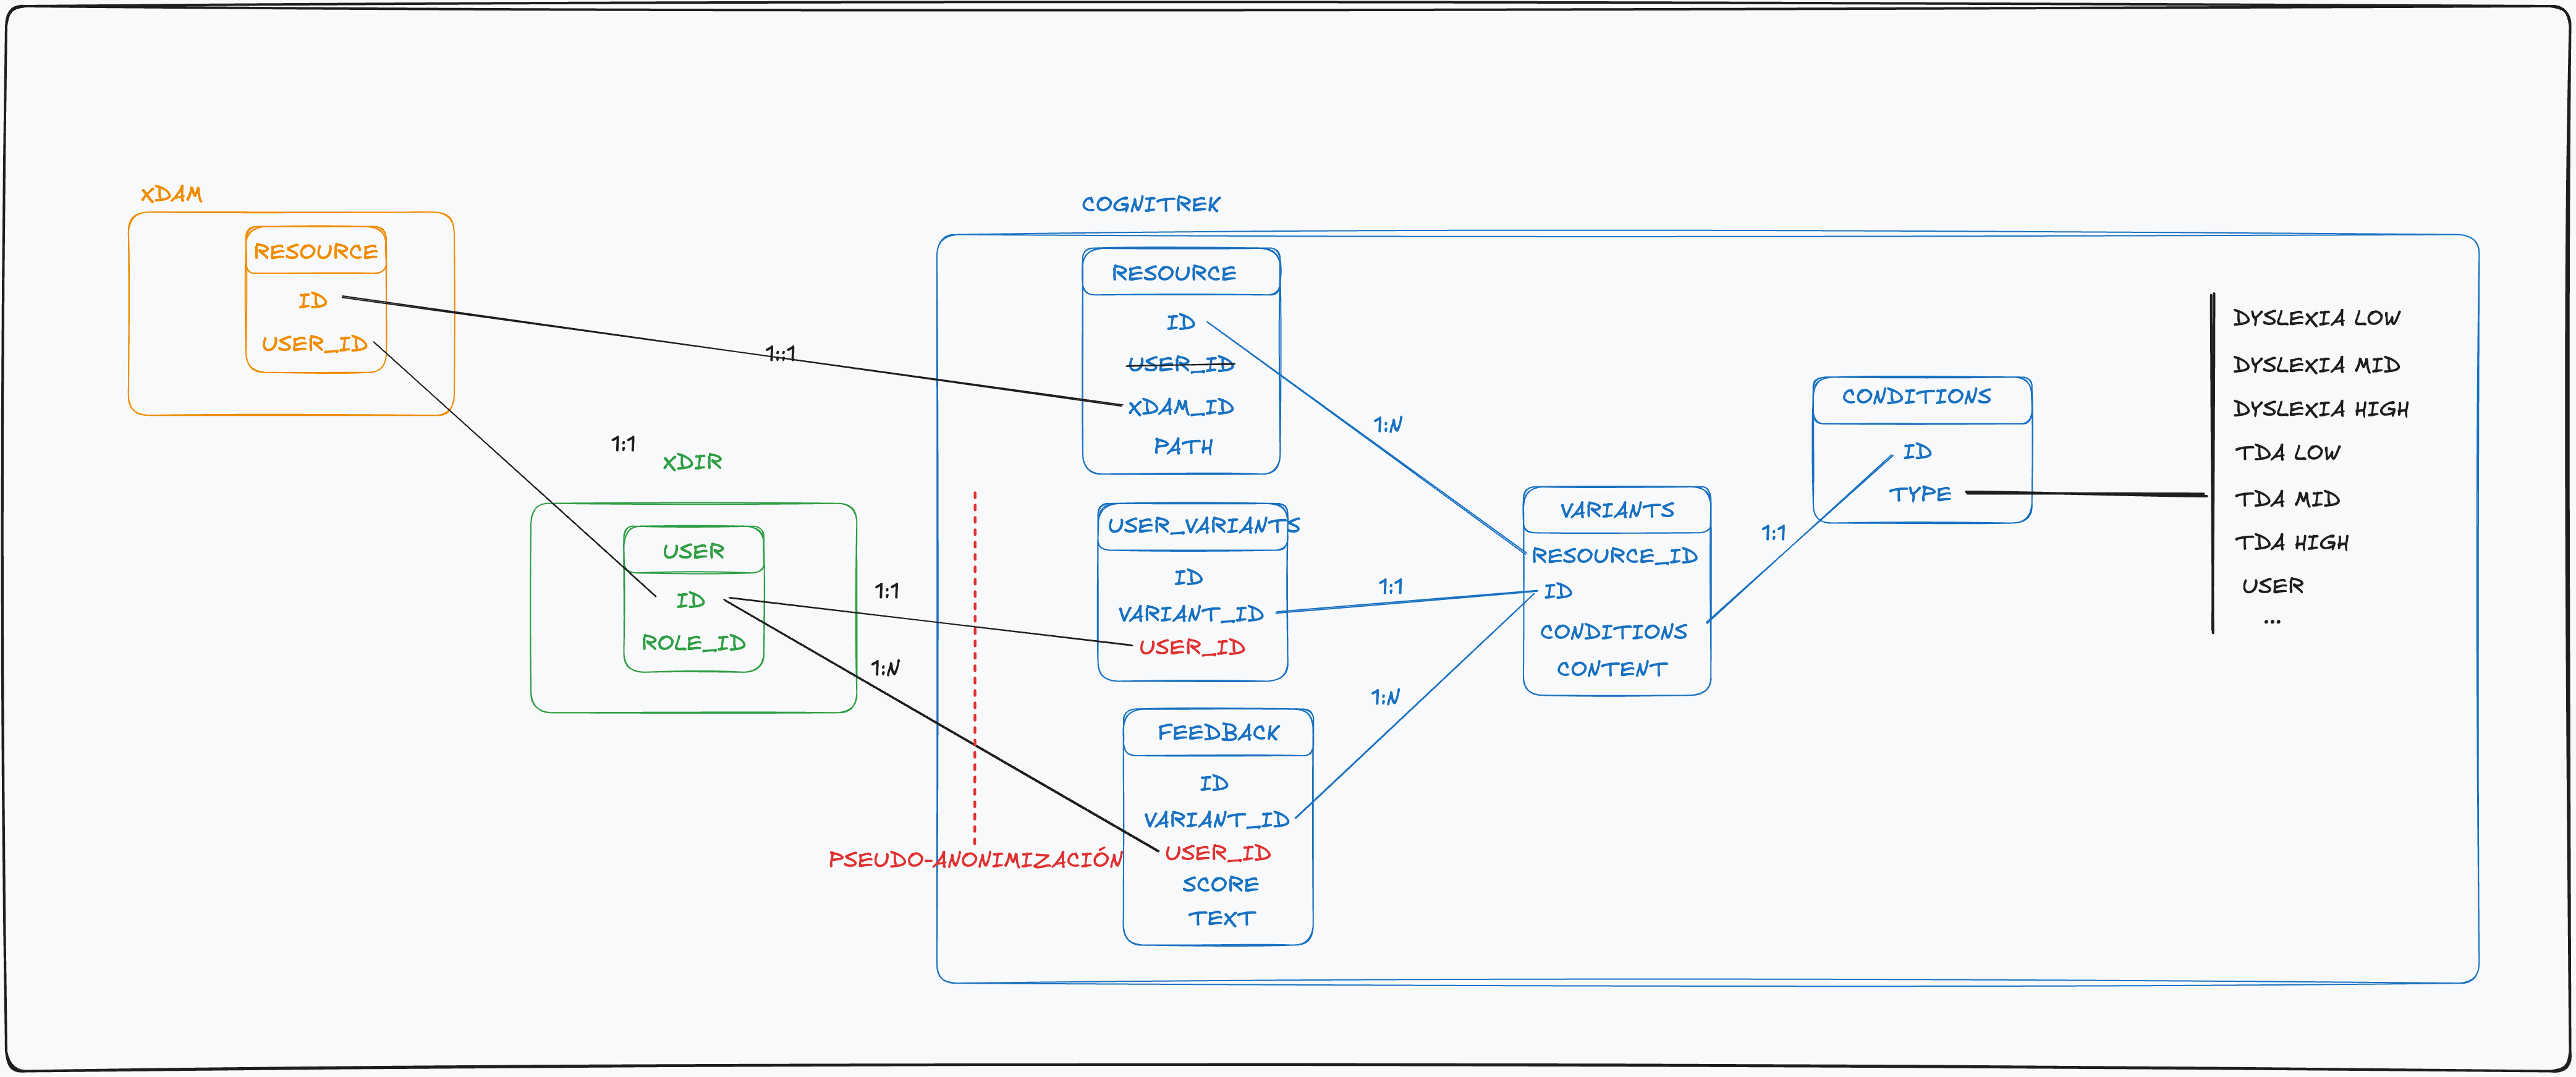 XDAM
RESOURCE
ID
USER_ID
1::1
1:1
XDIR
USER
ID
ROLE_ID
1:1
1:N
PSEUDO-ANONIMIZACIÓN
COGNITREK
RESOURCE
ID
USER_ID
XDAM_ID
PATH
USER_VARIANTS
ID
VARIANT_ID
USER_ID
FEEDBACK
ID
VARIANT_ID
USER_ID
SCORE
TEXT
1:N
1:1
1:N
VARIANTS
RESOURCE_ID
ID
CONDITIONS
CONTENT
1:1
CONDITIONS
ID
TYPE
DYSLEXIA LOW
DYSLEXIA MID
DYSLEXIA HIGH
TDA LOW
TDA MID
TDA HIGH
USER
...